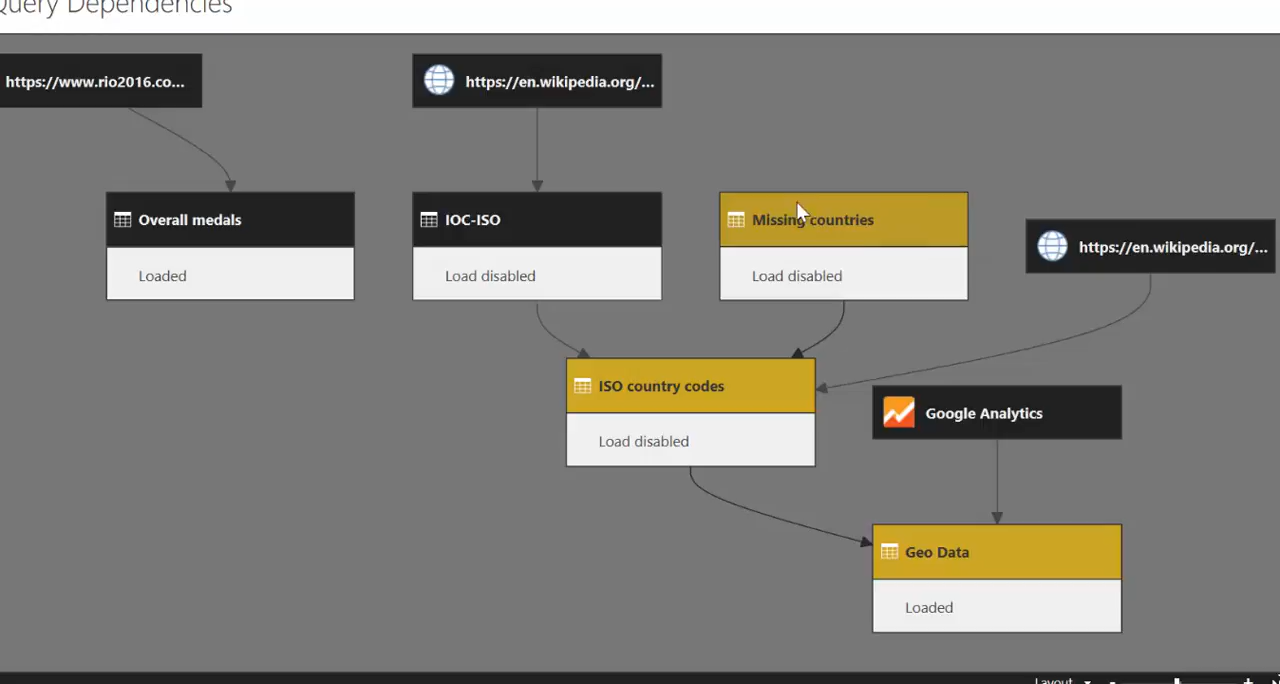 Query Dependencies
https://www.rio2016.co...
https://en.wikipedia.org/...
Overall medals
Loaded
IOC-ISO
Load disabled
Missing countries
Load disabled
https://en.wikipedia.org/...
ISO country codes
Load disabled
Google Analytics
Geo Data
Loaded
Layout